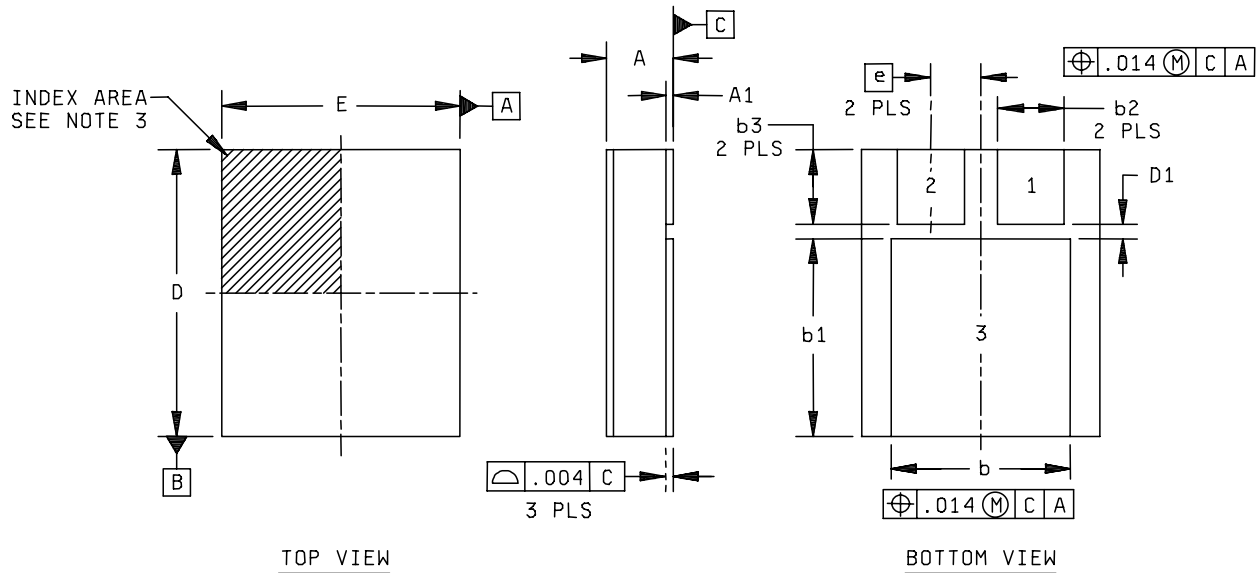 INDEX AREA
SEE NOTE 3
E
A
D
B
TOP VIEW
C
A
A1
⌓ .004 C
3 PLS
⌖ .014 Ⓜ C A
e
2 PLS
b2
2 PLS
b3
2 PLS
D1
2
1
b1
3
b
⌖ .014 Ⓜ C A
BOTTOM VIEW